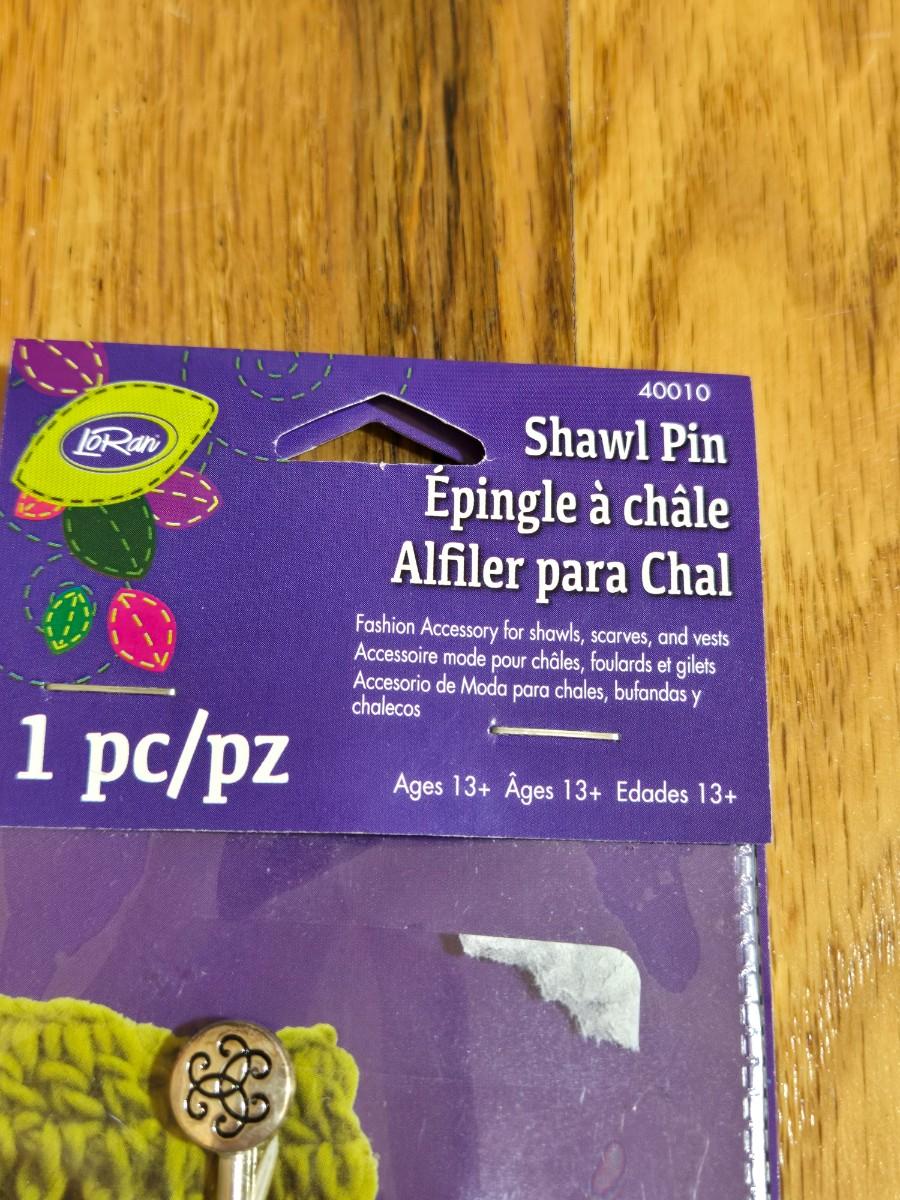 LoRan
40010
Shawl Pin
Épingle à châle
Alfiler para Chal
Fashion Accessory for shawls, scarves, and vests
Accessoire mode pour châles, foulards et gilets
Accesorio de Moda para chales, bufandas y
chalecos
1 pc/pz
Ages 13+ Âges 13+ Edades 13+